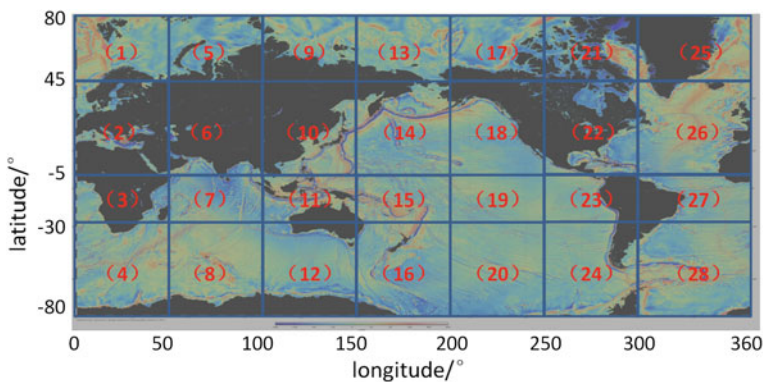 80
(1) (5) (9) (13) (17) (21) (25)
45
(2) (6) (10) (14) (18) (22) (26)
-5
(3) (7) (11) (15) (19) (23) (27)
-30
(4) (8) (12) (16) (20) (24) (28)
-80
0 50 100 150 200 250 300 360
longitude/°
latitude/°